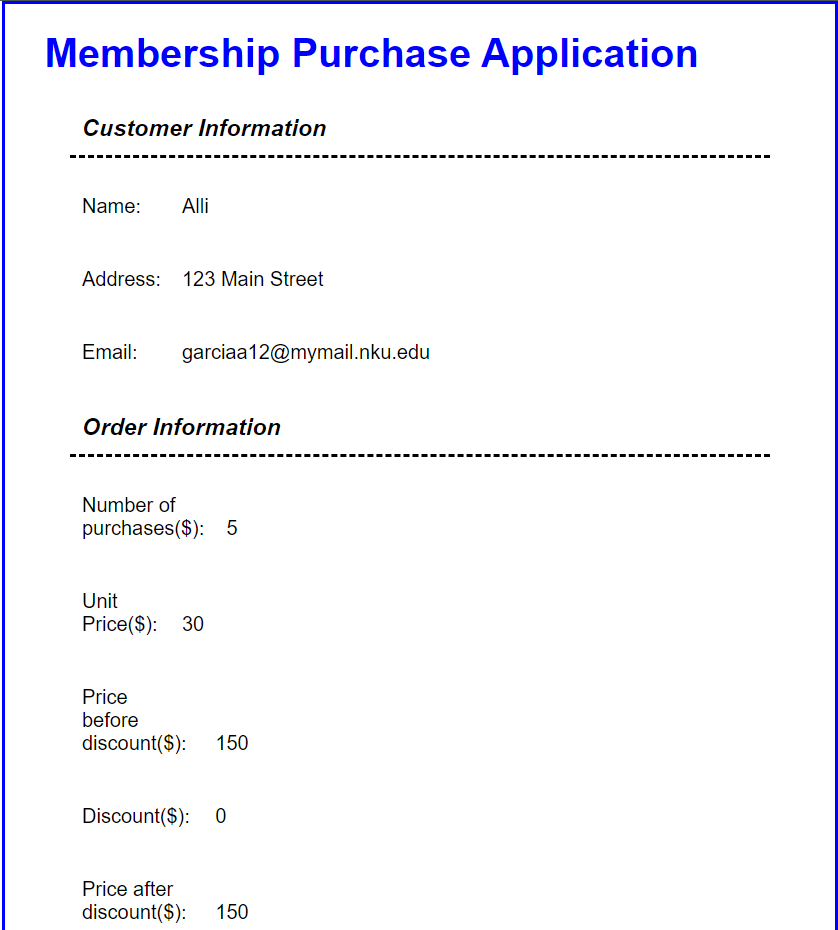 Membership Purchase Application
Customer Information
Name: Alli
Address: 123 Main Street
Email: garciaa12@mymail.nku.edu
Order Information
Number of
purchases($): 5
Unit
Price($): 30
Price
before
discount($): 150
Discount($): 0
Price after
discount($): 150